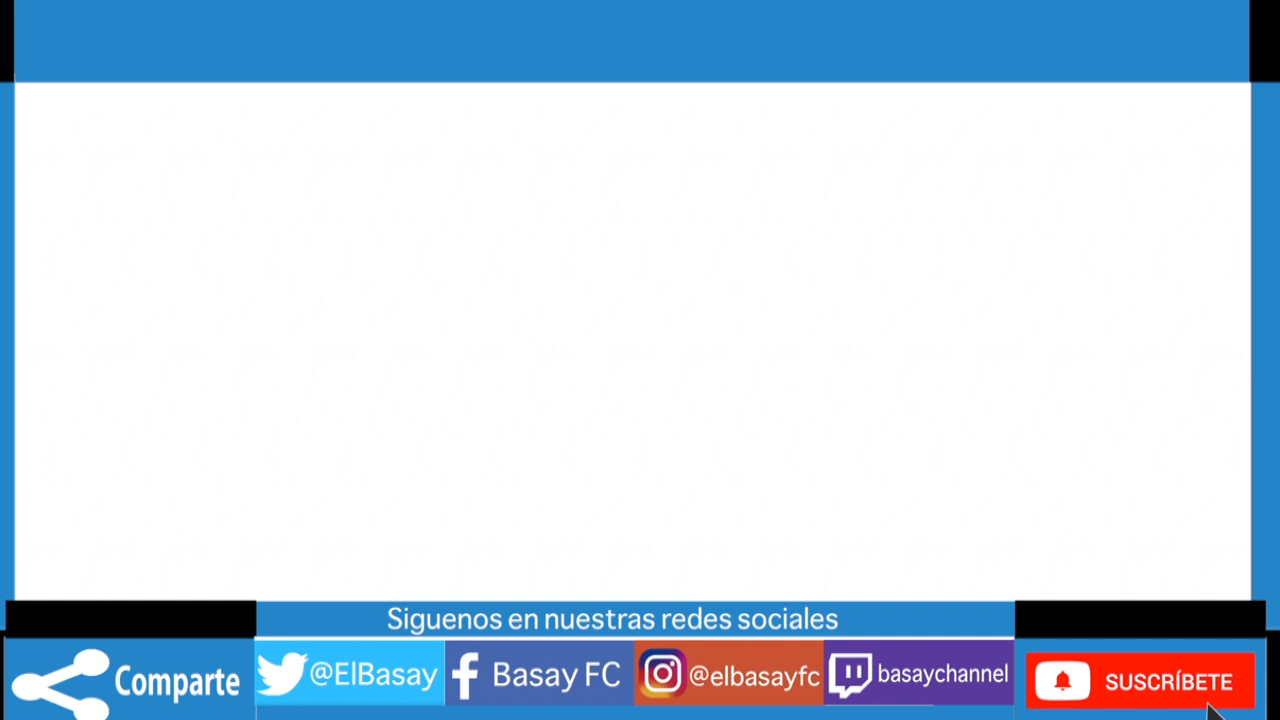 Siguenos en nuestras redes sociales
Comparte
@ElBasay
Basay FC
@elbasayfc
basaychannel
SUSCRÍBETE